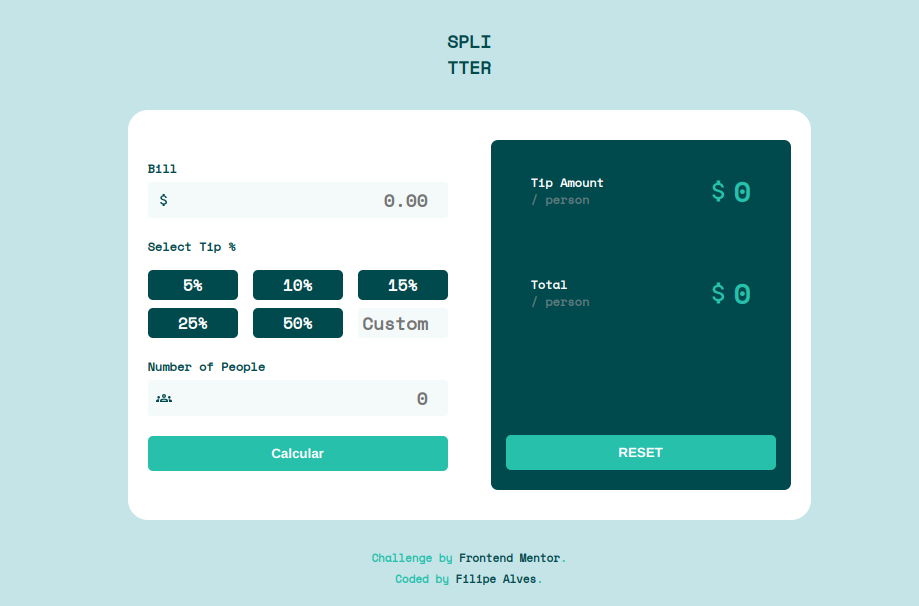 SPLI
TTER
Bill
$ 0.00
Select Tip %
5% 10% 15%
25% 50% Custom
Number of People
0
Calcular
Tip Amount
/ person
$ 0
Total
/ person
$ 0
RESET
Challenge by Frontend Mentor.
Coded by Filipe Alves.